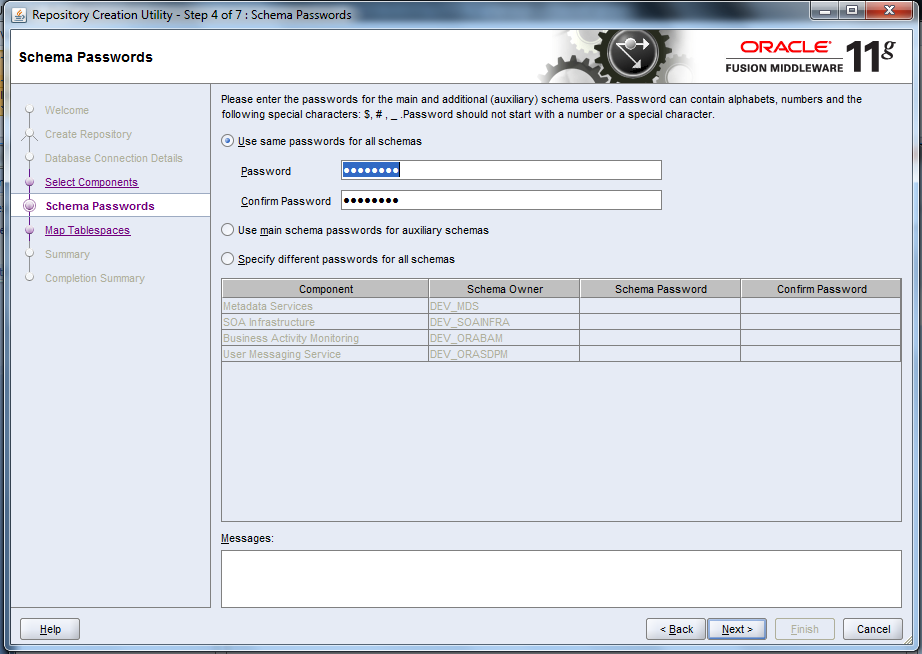 Repository Creation Utility - Step 4 of 7 : Schema Passwords
Schema Passwords
ORACLE
FUSION MIDDLEWARE 11g
Welcome
Create Repository
Database Connection Details
Select Components
Schema Passwords
Map Tablespaces
Summary
Completion Summary
Please enter the passwords for the main and additional (auxiliary) schema users. Password can contain alphabets, numbers and the
following special characters: $, # , _ .Password should not start with a number or a special character.
Use same passwords for all schemas
Password ••••••••
Confirm Password ••••••••
Use main schema passwords for auxiliary schemas
Specify different passwords for all schemas
Component Schema Owner Schema Password Confirm Password
Metadata Services DEV_MDS
SOA Infrastructure DEV_SOAINFRA
Business Activity Monitoring DEV_ORABAM
User Messaging Service DEV_ORASDPM
Messages:
Help < Back Next > Finish Cancel